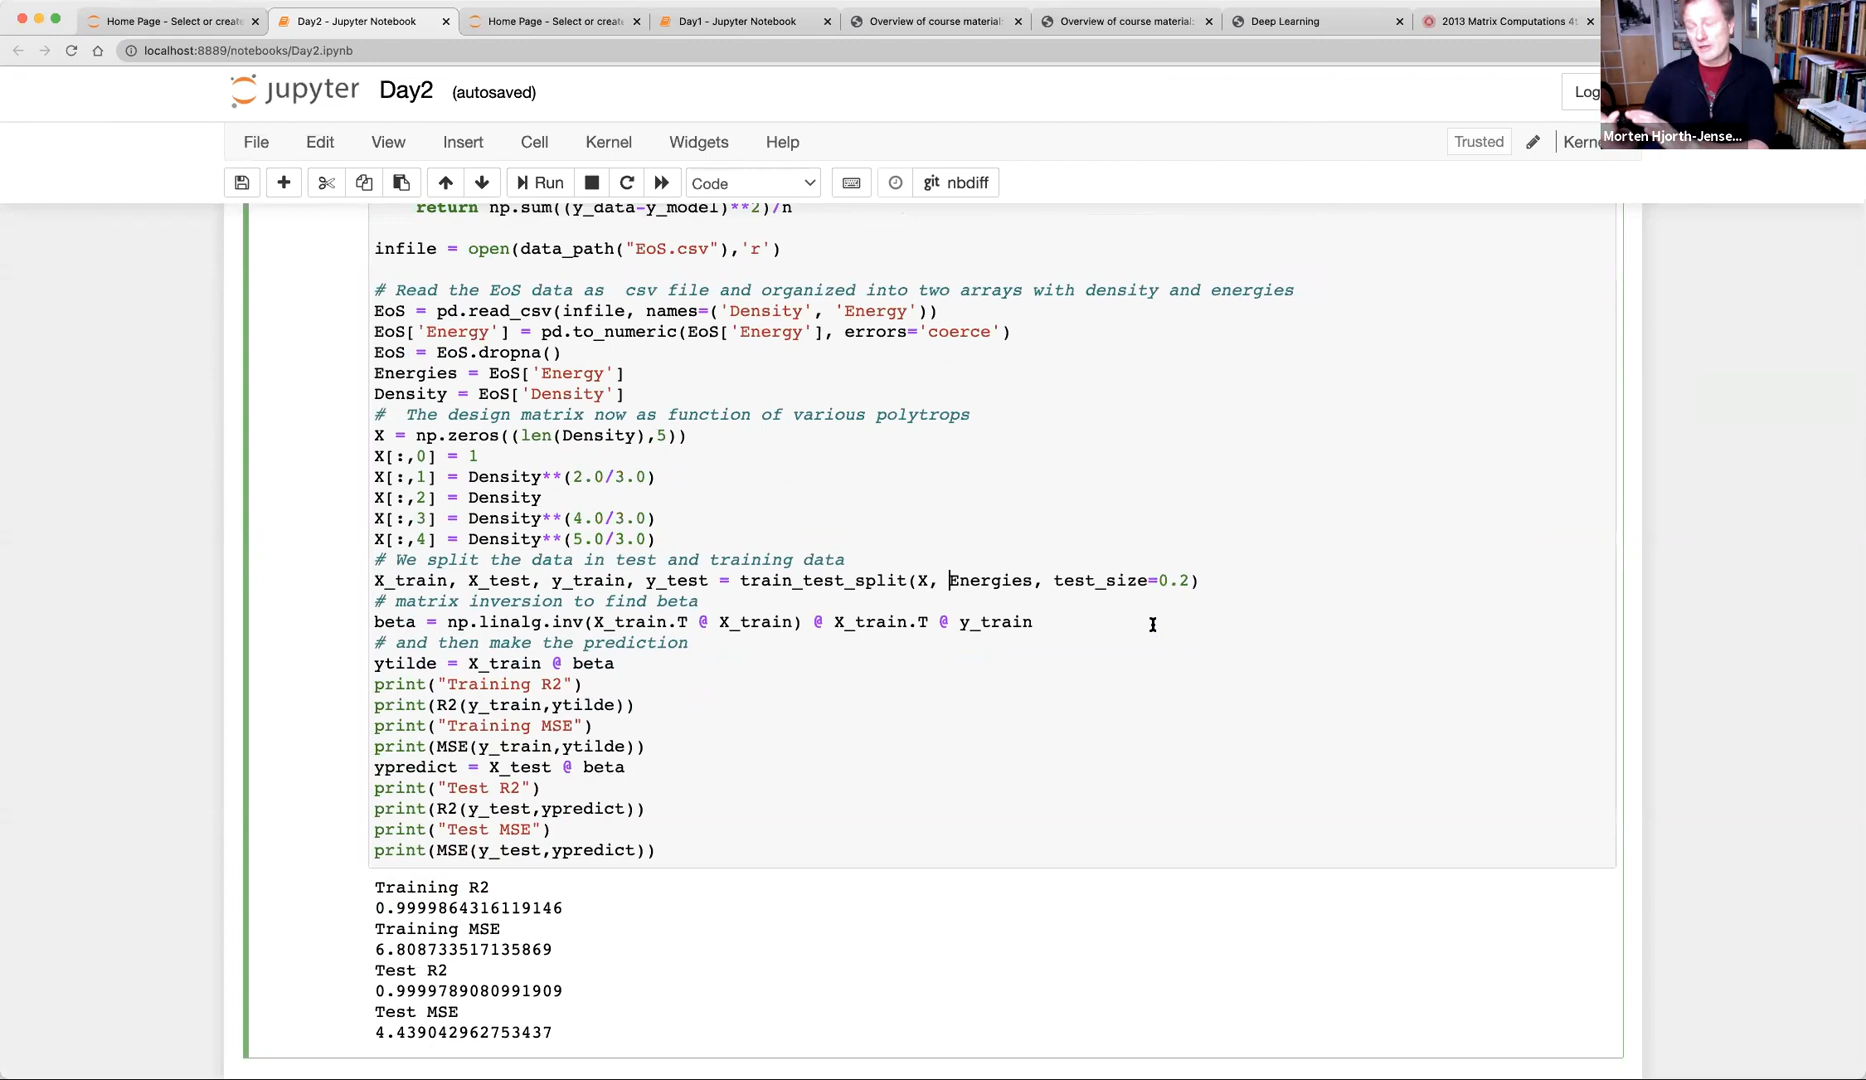 Home Page - Select or create
Day2 - Jupyter Notebook
Home Page - Select or create
Day1 - Jupyter Notebook
Overview of course material:
Overview of course material:
Deep Learning
2013 Matrix Computations 4t
localhost:8889/notebooks/Day2.ipynb
jupyter Day2 (autosaved)
Log
Morten Hjorth-Jense...
File Edit View Insert Cell Kernel Widgets Help
Trusted
Kerne
Run
Code
git nbdiff
return np.sum((y_data-y_model)**2)/n
infile = open(data_path("EoS.csv"),'r')
# Read the EoS data as  csv file and organized into two arrays with density and energies
EoS = pd.read_csv(infile, names=('Density', 'Energy'))
EoS['Energy'] = pd.to_numeric(EoS['Energy'], errors='coerce')
EoS = EoS.dropna()
Energies = EoS['Energy']
Density = EoS['Density']
#  The design matrix now as function of various polytrops
X = np.zeros((len(Density),5))
X[:,0] = 1
X[:,1] = Density**(2.0/3.0)
X[:,2] = Density
X[:,3] = Density**(4.0/3.0)
X[:,4] = Density**(5.0/3.0)
# We split the data in test and training data
X_train, X_test, y_train, y_test = train_test_split(X, Energies, test_size=0.2)
# matrix inversion to find beta
beta = np.linalg.inv(X_train.T @ X_train) @ X_train.T @ y_train
# and then make the prediction
ytilde = X_train @ beta
print("Training R2")
print(R2(y_train,ytilde))
print("Training MSE")
print(MSE(y_train,ytilde))
ypredict = X_test @ beta
print("Test R2")
print(R2(y_test,ypredict))
print("Test MSE")
print(MSE(y_test,ypredict))
Training R2
0.9999864316119146
Training MSE
6.808733517135869
Test R2
0.9999789080991909
Test MSE
4.439042962753437